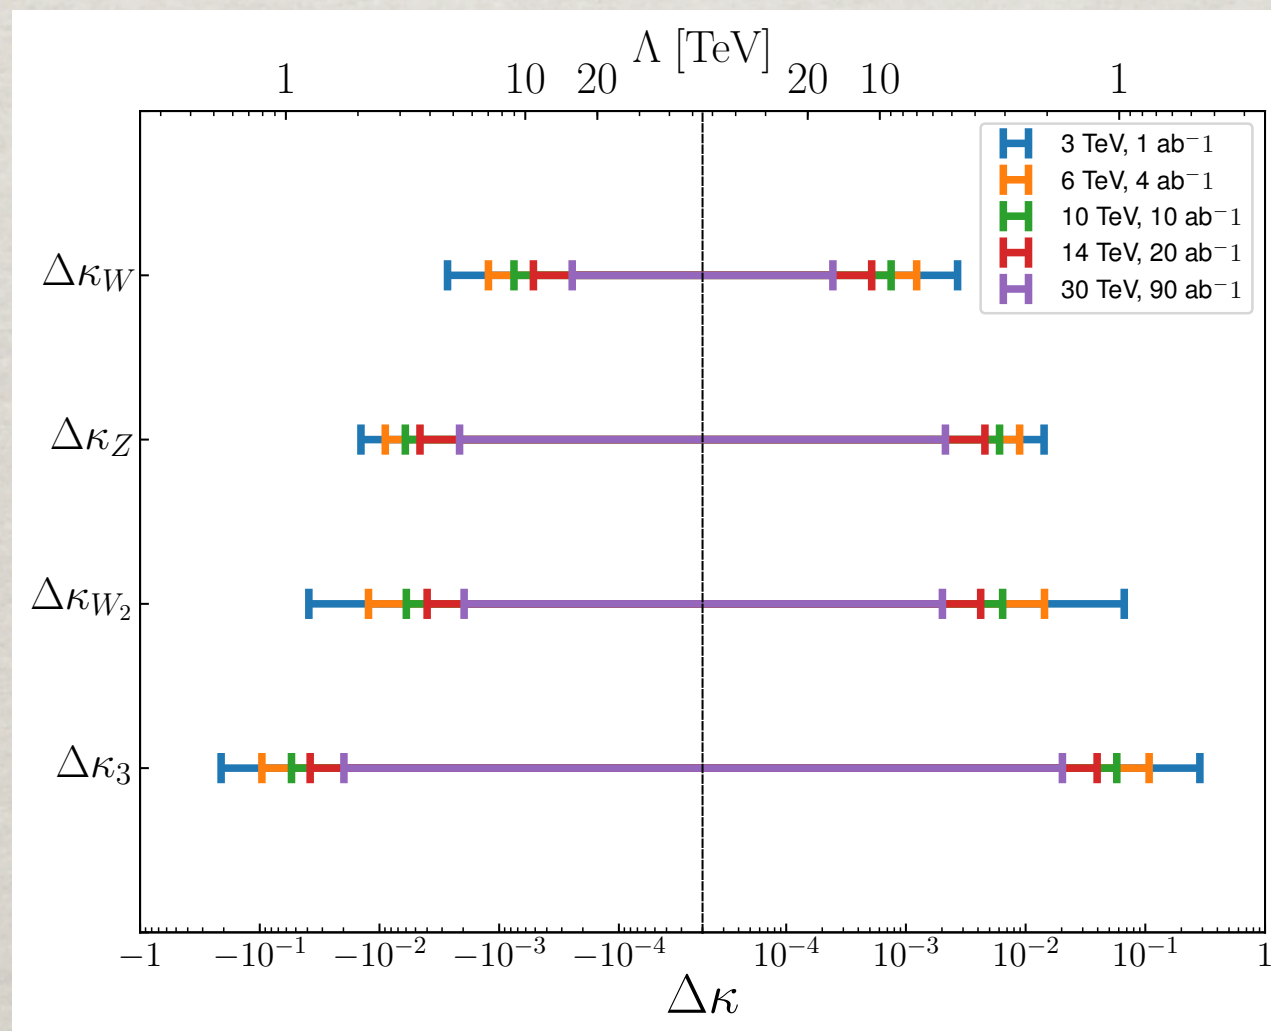 Λ [TeV]
1 10 20 20 10 1
3 TeV, 1 ab⁻¹
6 TeV, 4 ab⁻¹
10 TeV, 10 ab⁻¹
14 TeV, 20 ab⁻¹
30 TeV, 90 ab⁻¹
Δκ_W
Δκ_Z
Δκ_{W₂}
Δκ₃
−1 −10⁻¹ −10⁻² −10⁻³ −10⁻⁴ 10⁻⁴ 10⁻³ 10⁻² 10⁻¹ 1
Δκ